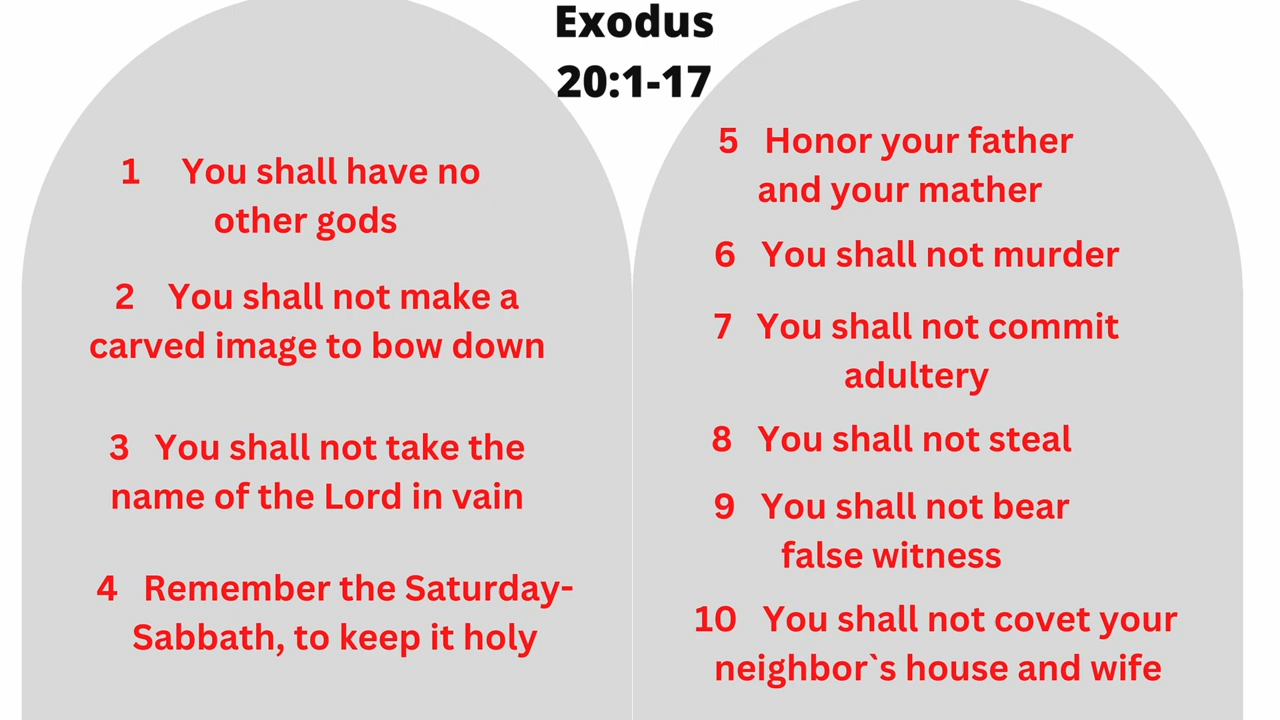 Exodus
20:1-17
1 You shall have no
other gods
2 You shall not make a
carved image to bow down
3 You shall not take the
name of the Lord in vain
4 Remember the Saturday-
Sabbath, to keep it holy
5 Honor your father
and your mather
6 You shall not murder
7 You shall not commit
adultery
8 You shall not steal
9 You shall not bear
false witness
10 You shall not covet your
neighbor`s house and wife